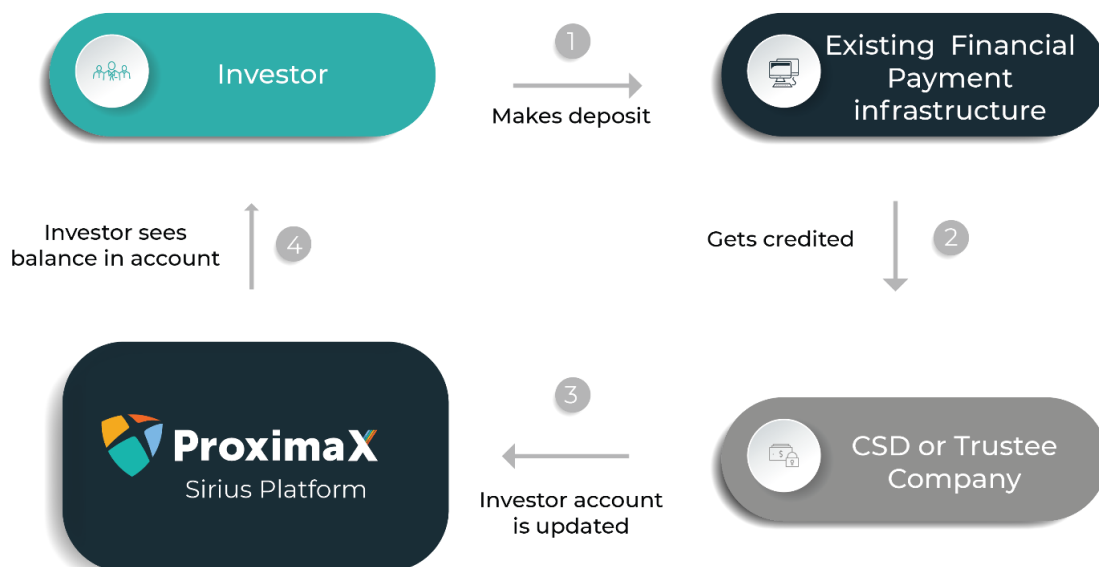 Investor
1
Makes deposit
Existing Financial
Payment
infrastructure
Gets credited
2
CSD or Trustee
Company
3
Investor account
is updated
ProximaX
Sirius Platform
4
Investor sees
balance in account